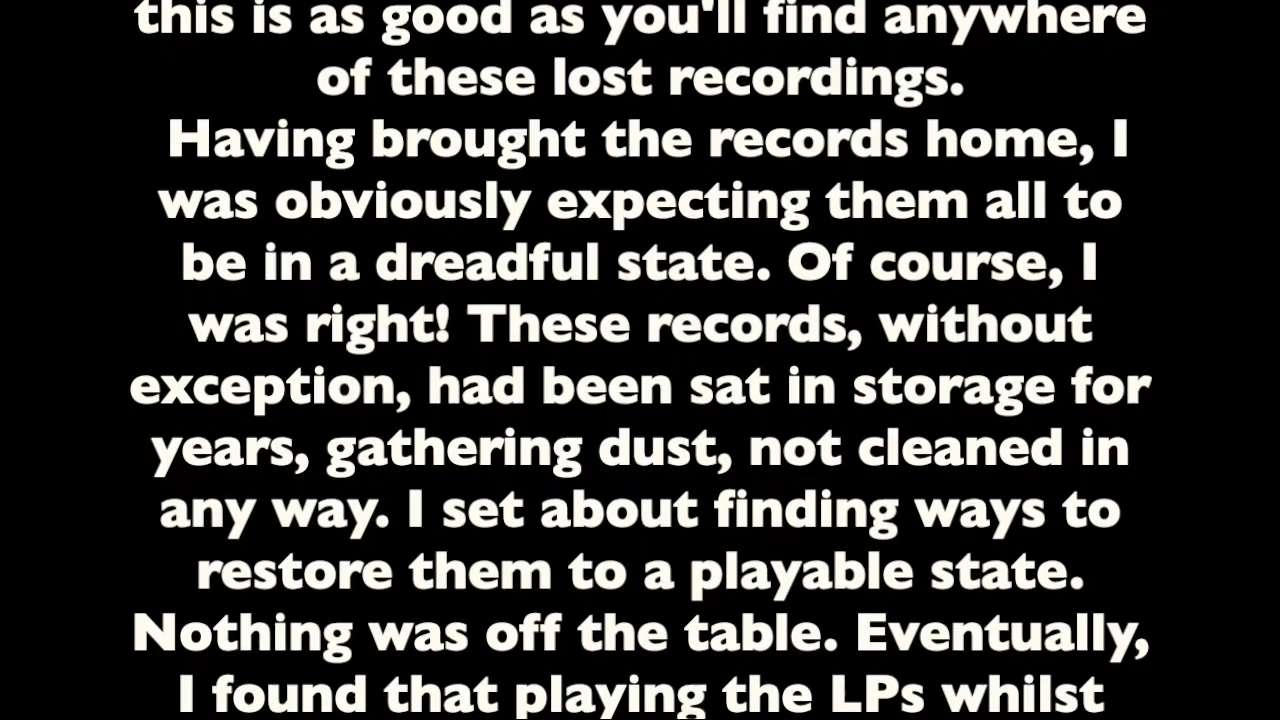 this is as good as you'll find anywhere
of these lost recordings.
Having brought the records home, I
was obviously expecting them all to
be in a dreadful state. Of course, I
was right! These records, without
exception, had been sat in storage for
years, gathering dust, not cleaned in
any way. I set about finding ways to
restore them to a playable state.
Nothing was off the table. Eventually,
I found that playing the LPs whilst